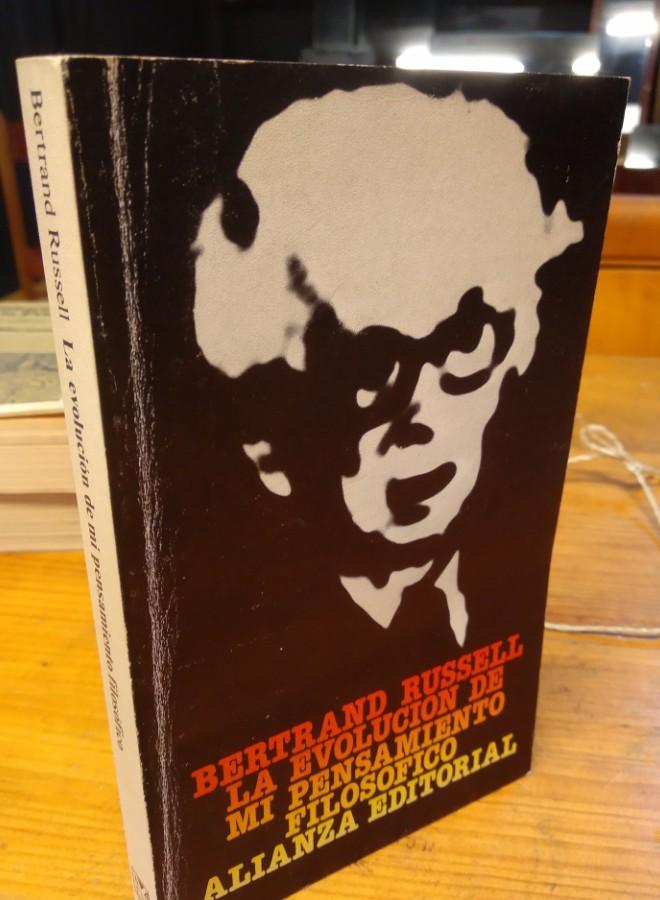 Bertrand Russell La evolución de mi pensamiento filosófico
BERTRAND RUSSELL
LA EVOLUCION DE
MI PENSAMIENTO
FILOSOFICO
ALIANZA EDITORIAL